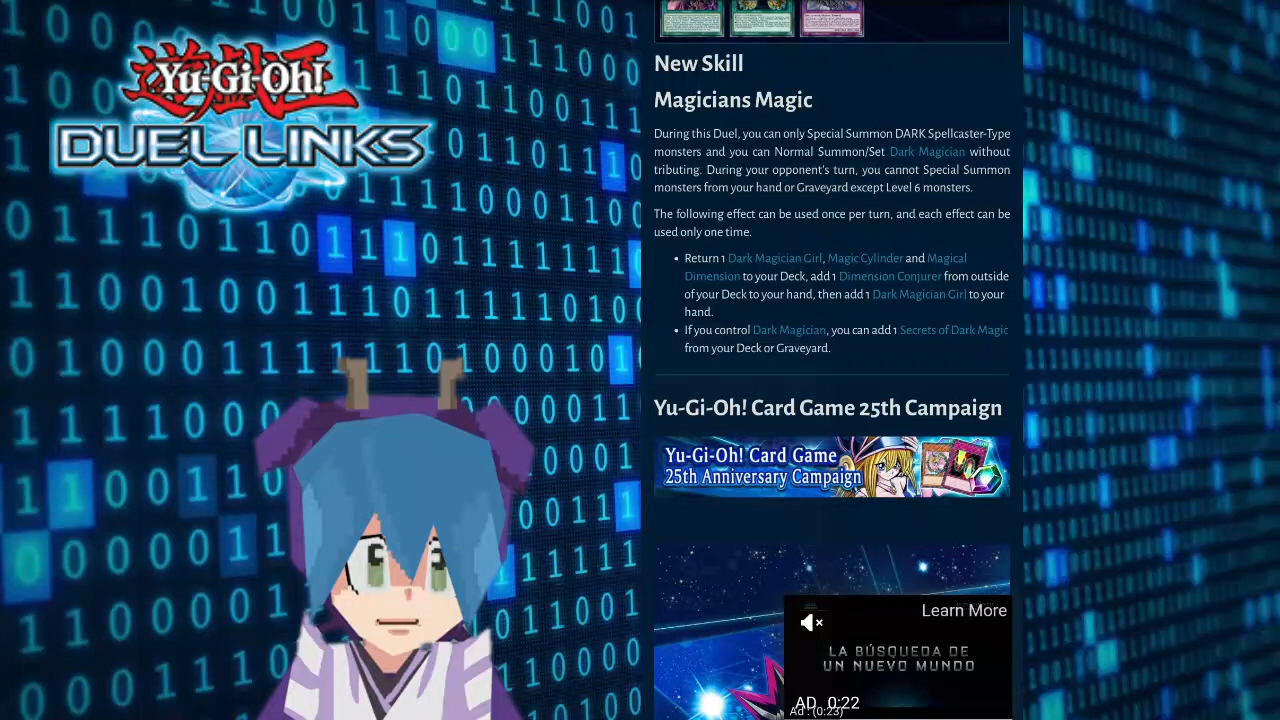 Yu-Gi-Oh!
DUEL LINKS
New Skill
Magicians Magic
During this Duel, you can only Special Summon DARK Spellcaster-Type
monsters and you can Normal Summon/Set Dark Magician without
tributing. During your opponent's turn, you cannot Special Summon
monsters from your hand or Graveyard except Level 6 monsters.
The following effect can be used once per turn, and each effect can be
used only one time.
• Return 1 Dark Magician Girl, Magic Cylinder and Magical
Dimension to your Deck, add 1 Dimension Conjurer from outside
of your Deck to your hand, then add 1 Dark Magician Girl to your
hand.
• If you control Dark Magician, you can add 1 Secrets of Dark Magic
from your Deck or Graveyard.
Yu-Gi-Oh! Card Game 25th Campaign
Yu-Gi-Oh! Card Game
25th Anniversary Campaign
Learn More
LA BÚSQUEDA DE
UN NUEVO MUNDO
AD 0:22
Ad : (0:23)